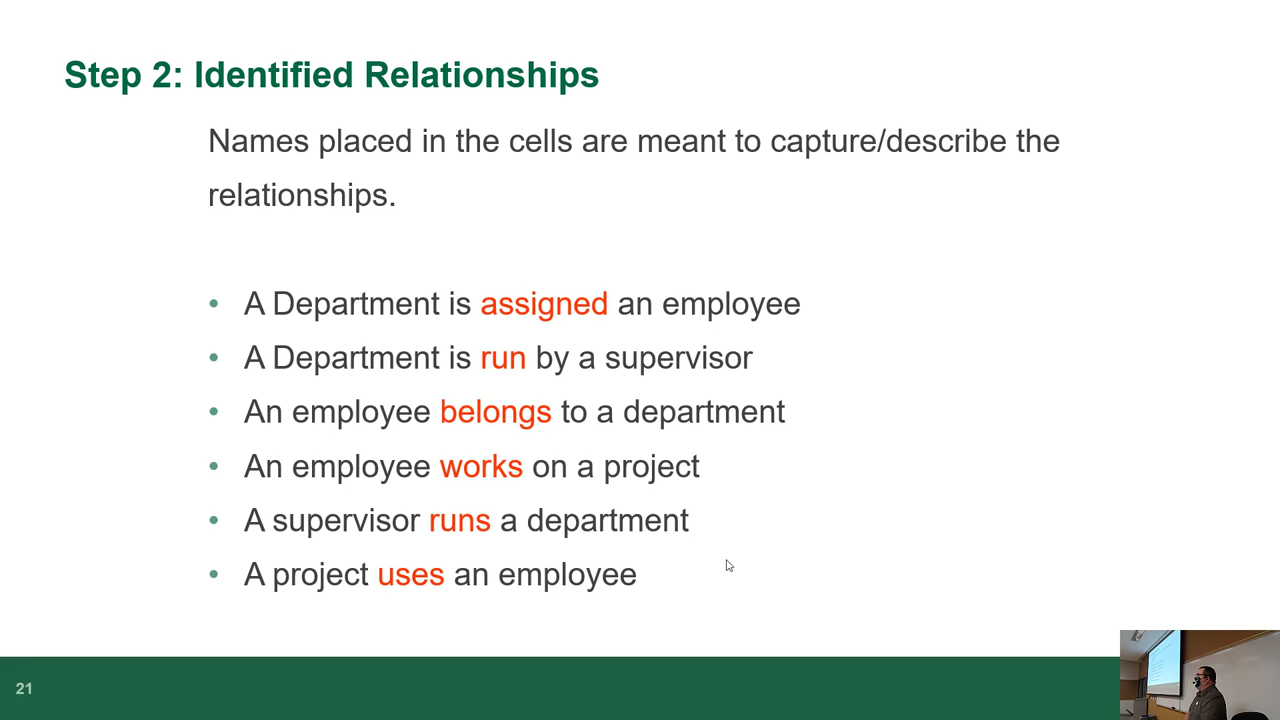 Step 2: Identified Relationships
Names placed in the cells are meant to capture/describe the
relationships.
• A Department is assigned an employee
• A Department is run by a supervisor
• An employee belongs to a department
• An employee works on a project
• A supervisor runs a department
• A project uses an employee
21